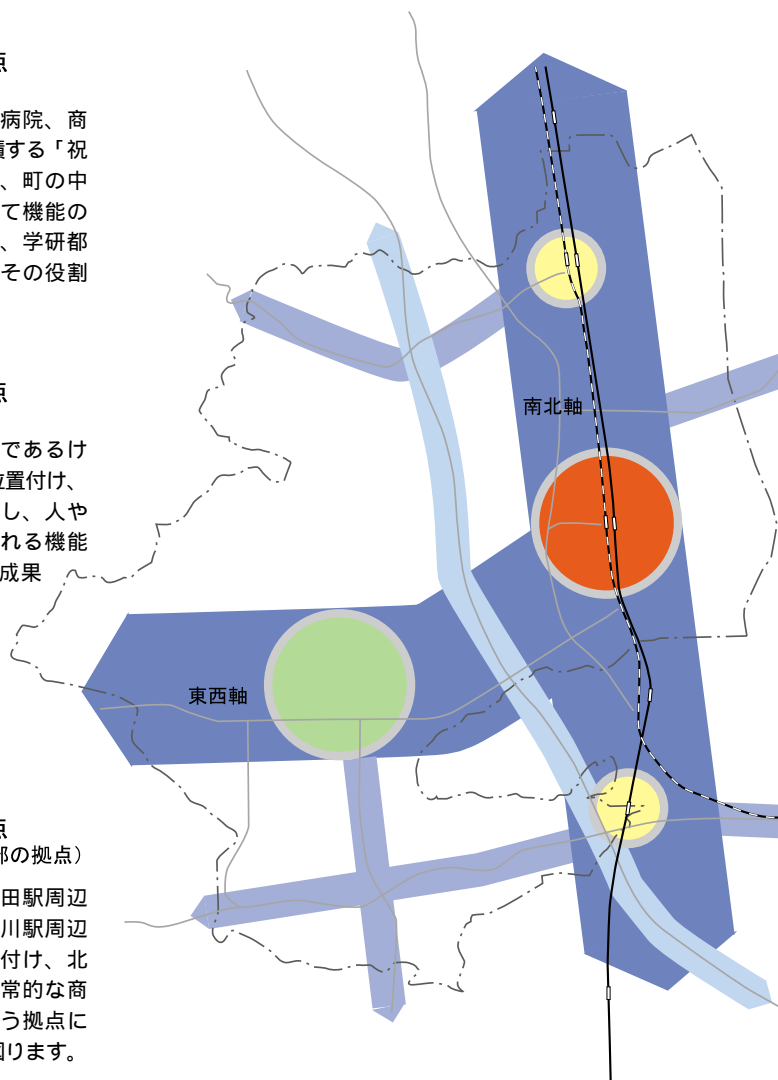 点
病院、商
積する「祝
、町の中
て機能の
、学研都
その役割
点
であるけ
位置付け、
し、人や
れる機能
成果
点
部の拠点）
田駅周辺
川駅周辺
付け、北
常的な商
う拠点に
図ります。
南北軸
東西軸